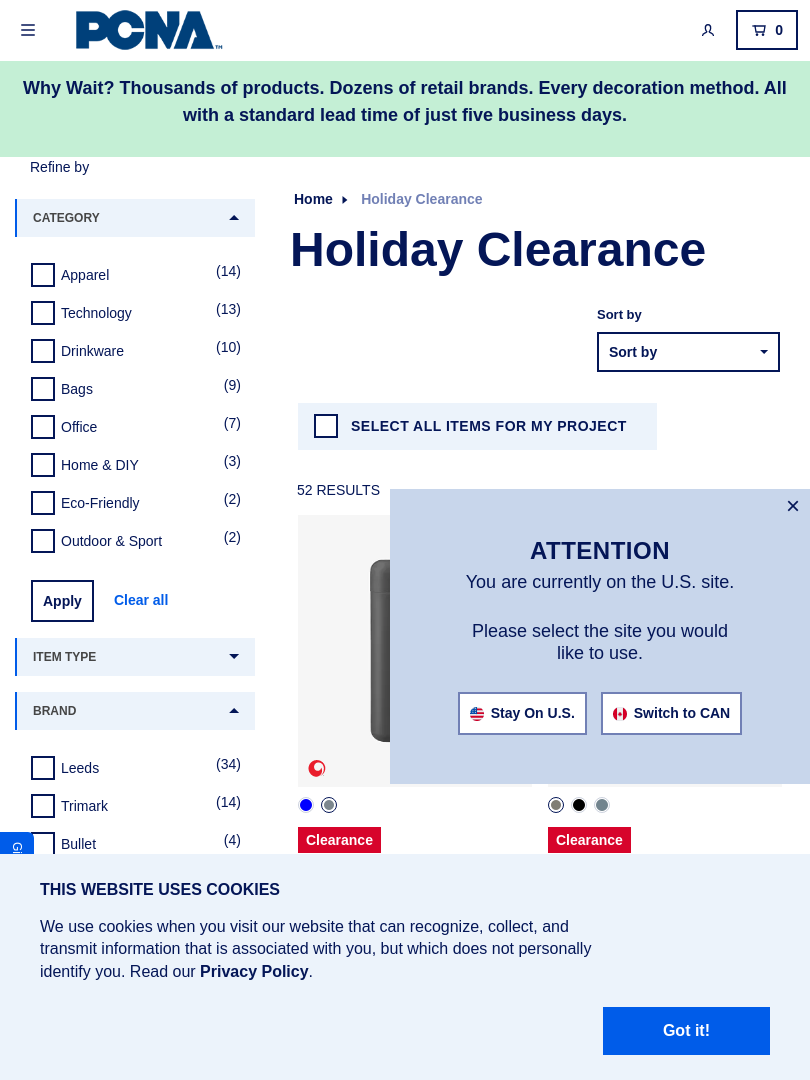 PCNA™
0
Why Wait? Thousands of products. Dozens of retail brands. Every decoration method. All
with a standard lead time of just five business days.
Refine by
Home
Holiday Clearance
CATEGORY
Holiday Clearance
Apparel (14)
Technology (13)
Drinkware (10)
Bags (9)
Office (7)
Home & DIY (3)
Eco-Friendly (2)
Outdoor & Sport (2)
Apply
Clear all
ITEM TYPE
BRAND
Leeds (34)
Trimark (14)
Bullet (4)
Sort by
Sort by
SELECT ALL ITEMS FOR MY PROJECT
52 RESULTS
×
ATTENTION
You are currently on the U.S. site.
Please select the site you would
like to use.
Stay On U.S.
Switch to CAN
Clearance
Clearance
THIS WEBSITE USES COOKIES
We use cookies when you visit our website that can recognize, collect, and
transmit information that is associated with you, but which does not personally
identify you. Read our Privacy Policy.
Got it!